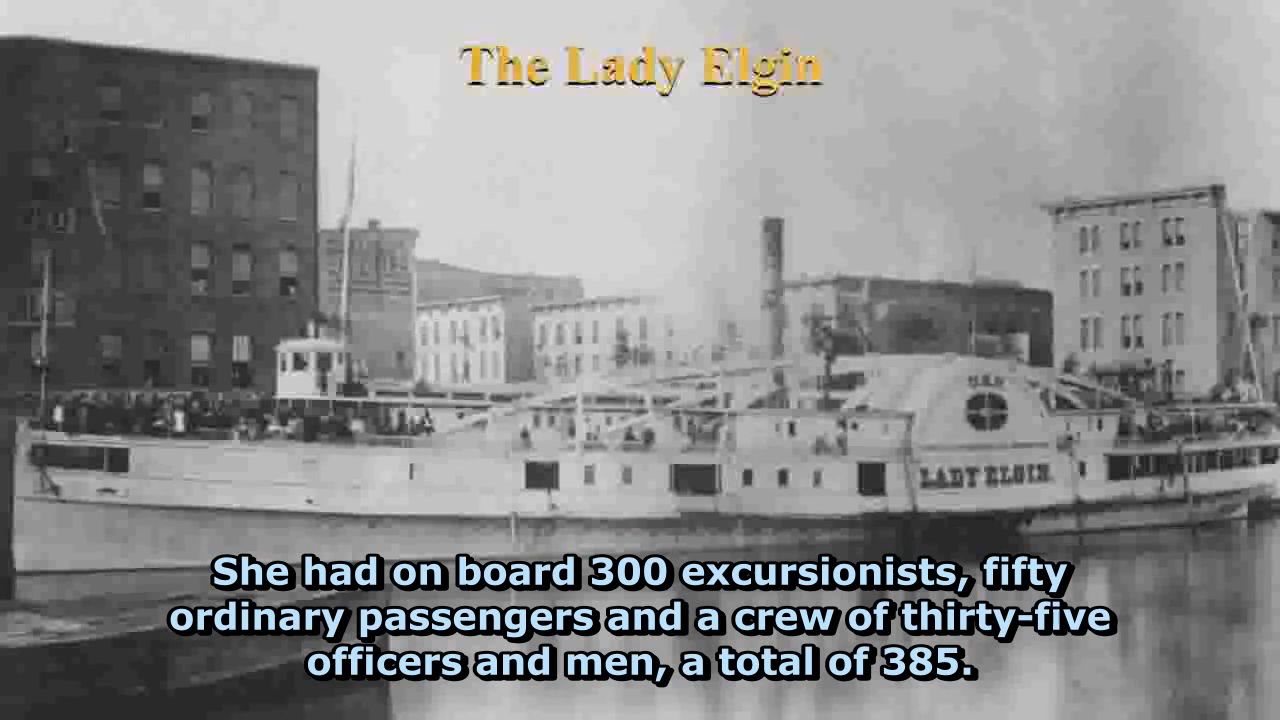 The Lady Elgin
LADY ELGIN.
She had on board 300 excursionists, fifty
ordinary passengers and a crew of thirty-five
officers and men, a total of 385.